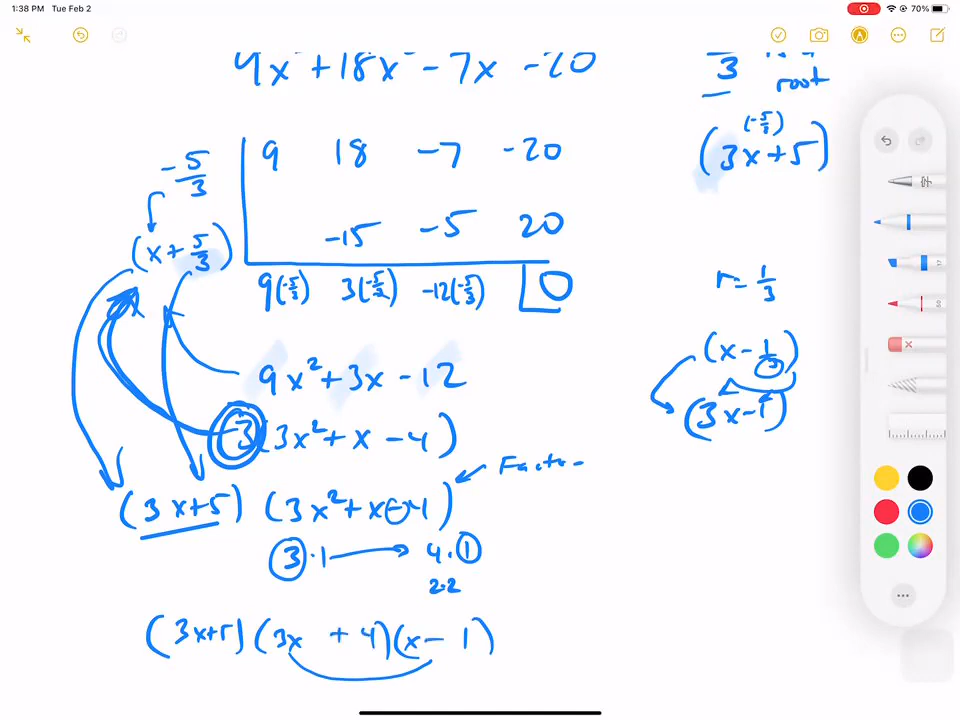 1:38 PM Tue Feb 2
70%
9x³ + 18x² - 7x - 20
3
root
(-5/3)
(3x + 5)
-5/3
9 18 -7 -20
-15 -5 20
(x + 5/3)
9(-5/3) 3(-5/3) -12(-5/3) 0
r = 1/3
(x - 1/3)
(3x - 1)
9x² + 3x - 12
3(3x² + x - 4)
(3x+5) (3x² + x - 4)
3·1 4·1
2·2
(3x+5)(3x + 4)(x - 1)